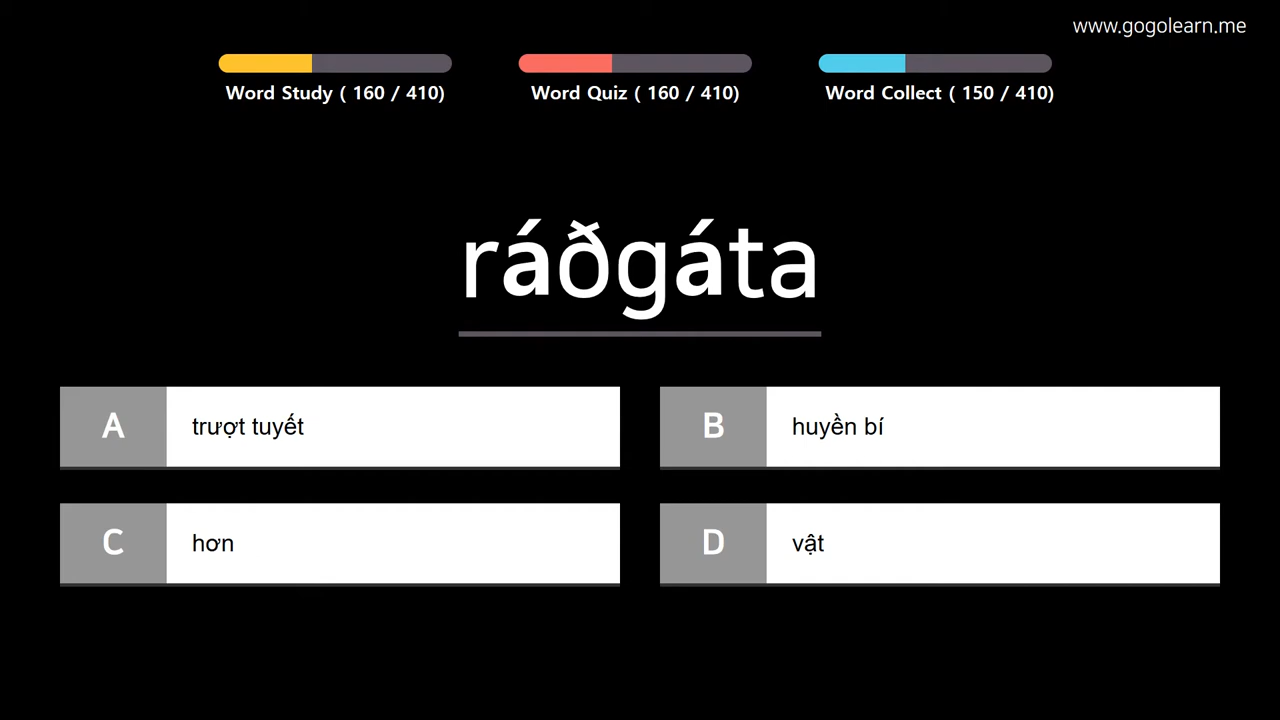 www.gogolearn.me
Word Study ( 160 / 410)
Word Quiz ( 160 / 410)
Word Collect ( 150 / 410)
ráðgáta
A trượt tuyết
B huyền bí
C hơn
D vật